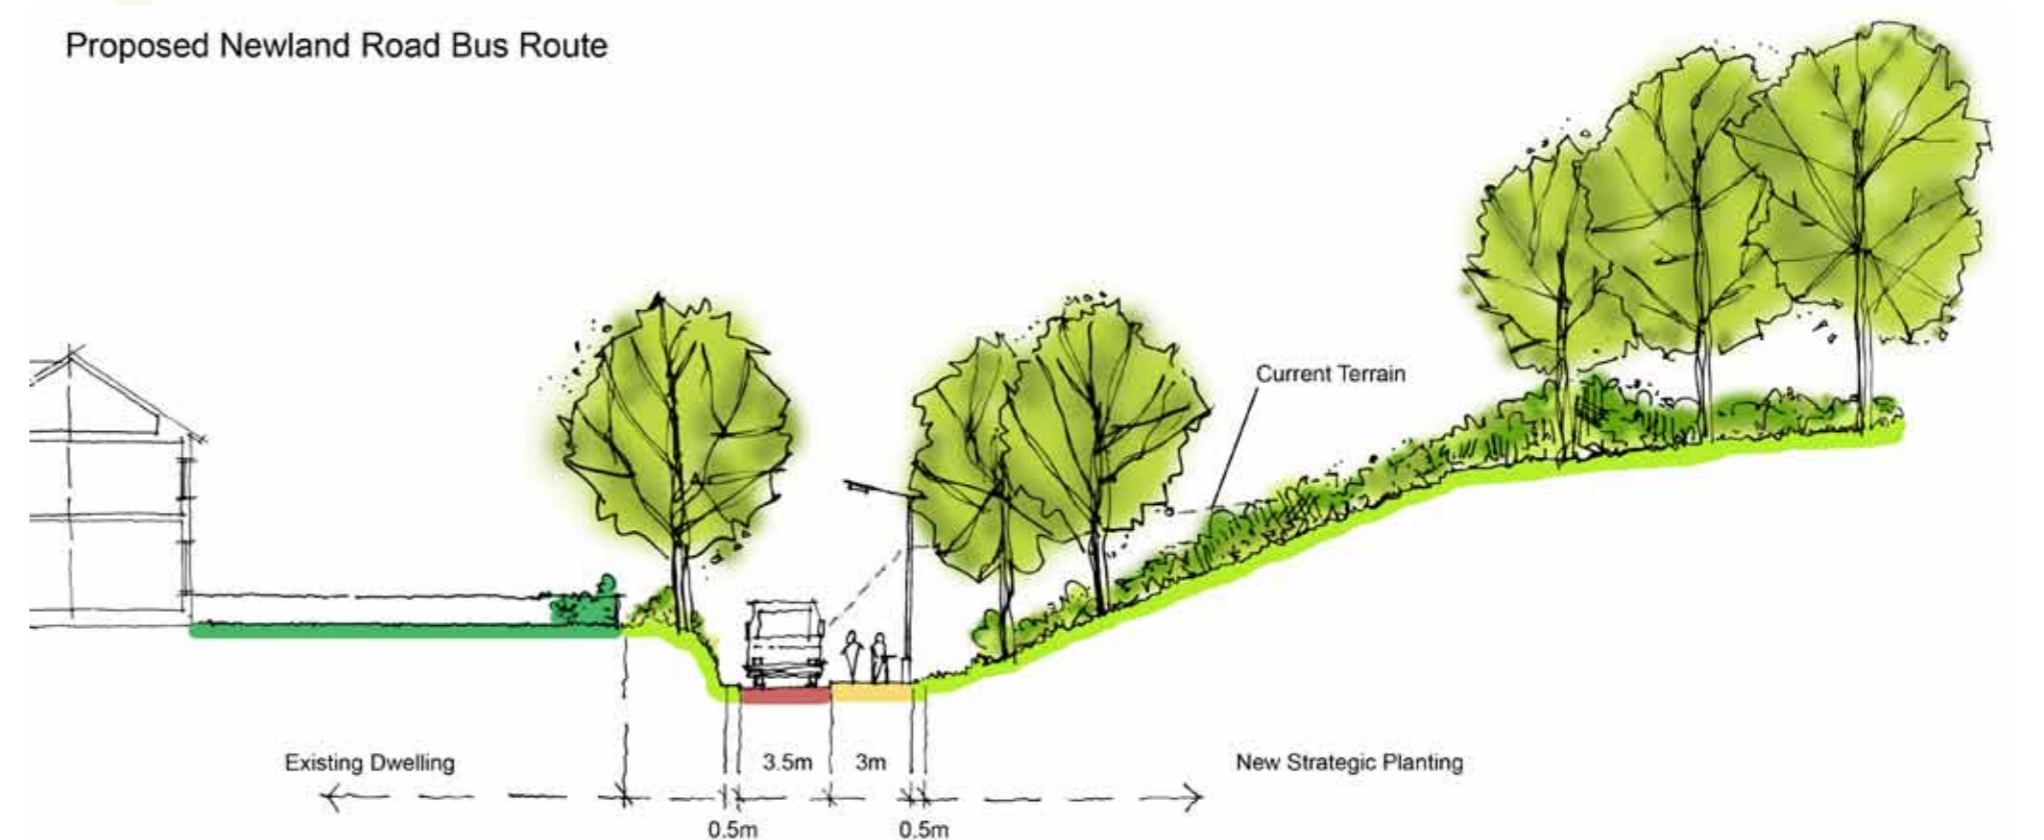 Proposed Newland Road Bus Route
Current Terrain
Existing Dwelling
3.5m
3m
New Strategic Planting
0.5m
0.5m